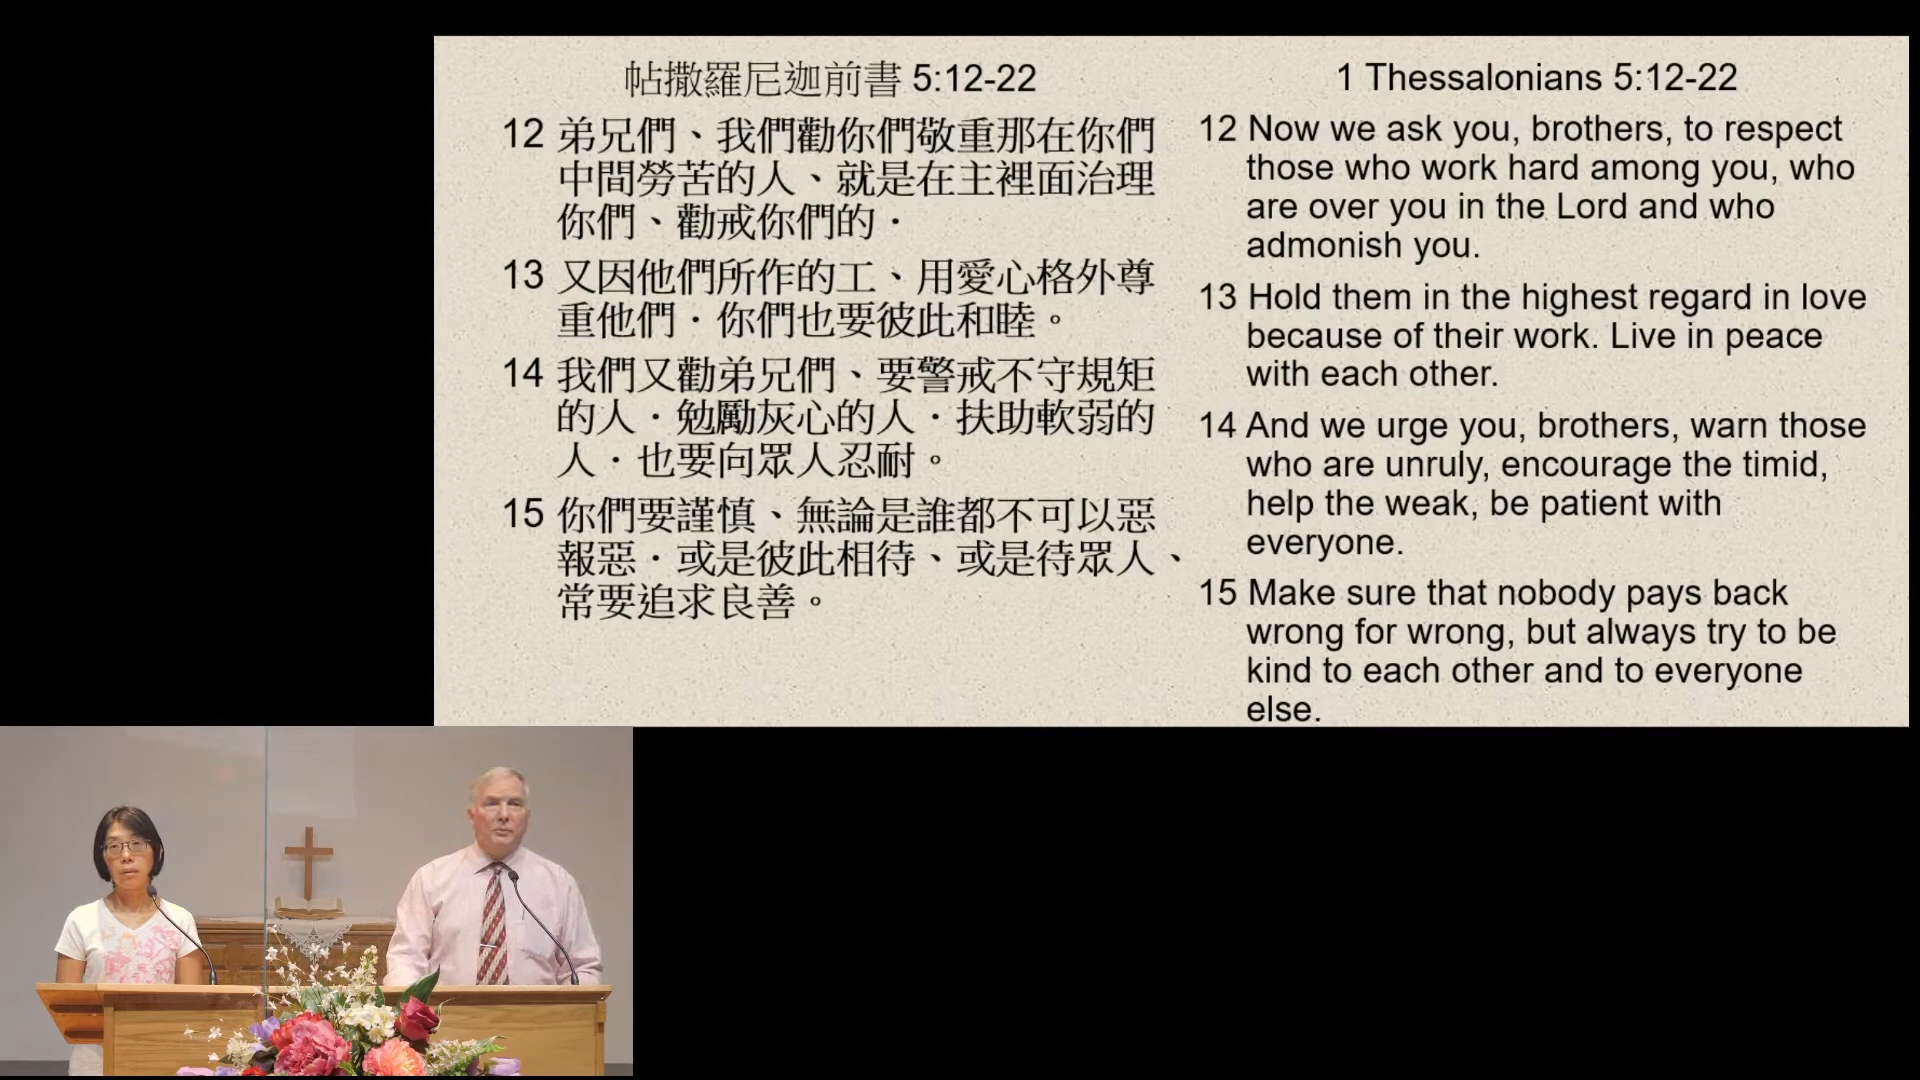 帖撒羅尼迦前書 5:12-22
12 弟兄們、我們勸你們敬重那在你們
中間勞苦的人、就是在主裡面治理
你們、勸戒你們的．
13 又因他們所作的工、用愛心格外尊
重他們．你們也要彼此和睦。
14 我們又勸弟兄們、要警戒不守規矩
的人．勉勵灰心的人．扶助軟弱的
人．也要向眾人忍耐。
15 你們要謹慎、無論是誰都不可以惡
報惡．或是彼此相待、或是待眾人、
常要追求良善。
1 Thessalonians 5:12-22
12 Now we ask you, brothers, to respect
those who work hard among you, who
are over you in the Lord and who
admonish you.
13 Hold them in the highest regard in love
because of their work. Live in peace
with each other.
14 And we urge you, brothers, warn those
who are unruly, encourage the timid,
help the weak, be patient with
everyone.
15 Make sure that nobody pays back
wrong for wrong, but always try to be
kind to each other and to everyone
else.